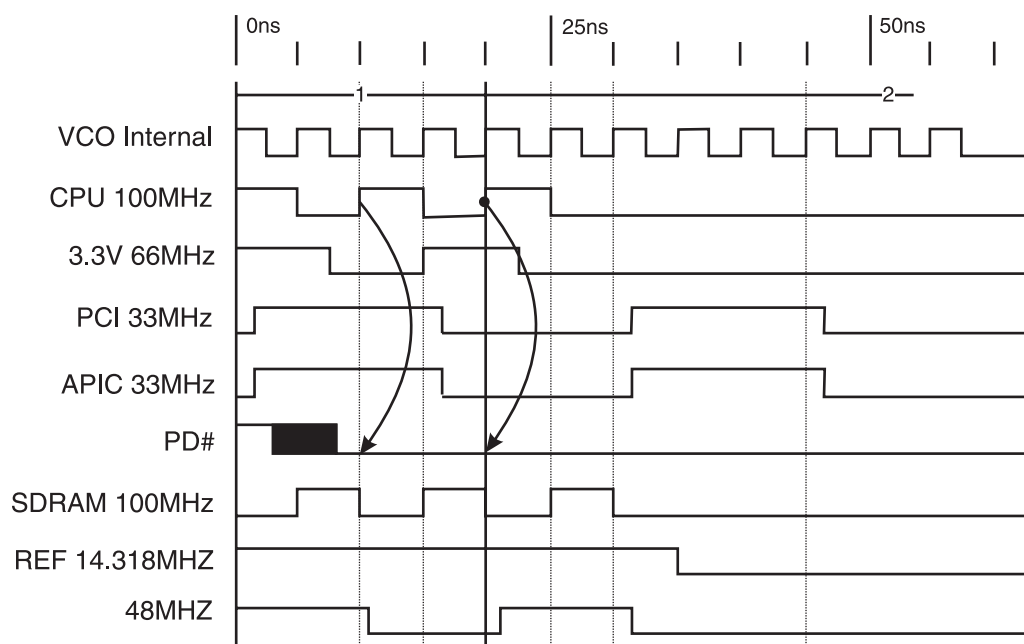 0ns
25ns
50ns
1
2
VCO Internal
CPU 100MHz
3.3V 66MHz
PCI 33MHz
APIC 33MHz
PD#
SDRAM 100MHz
REF 14.318MHZ
48MHZ